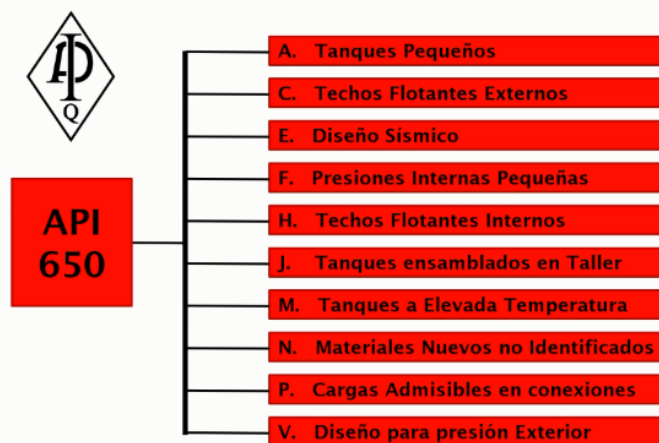 API
Q
API
650
A. Tanques Pequeños
C. Techos Flotantes Externos
E. Diseño Sísmico
F. Presiones Internas Pequeñas
H. Techos Flotantes Internos
J. Tanques ensamblados en Taller
M. Tanques a Elevada Temperatura
N. Materiales Nuevos no Identificados
P. Cargas Admisibles en conexiones
V. Diseño para presión Exterior